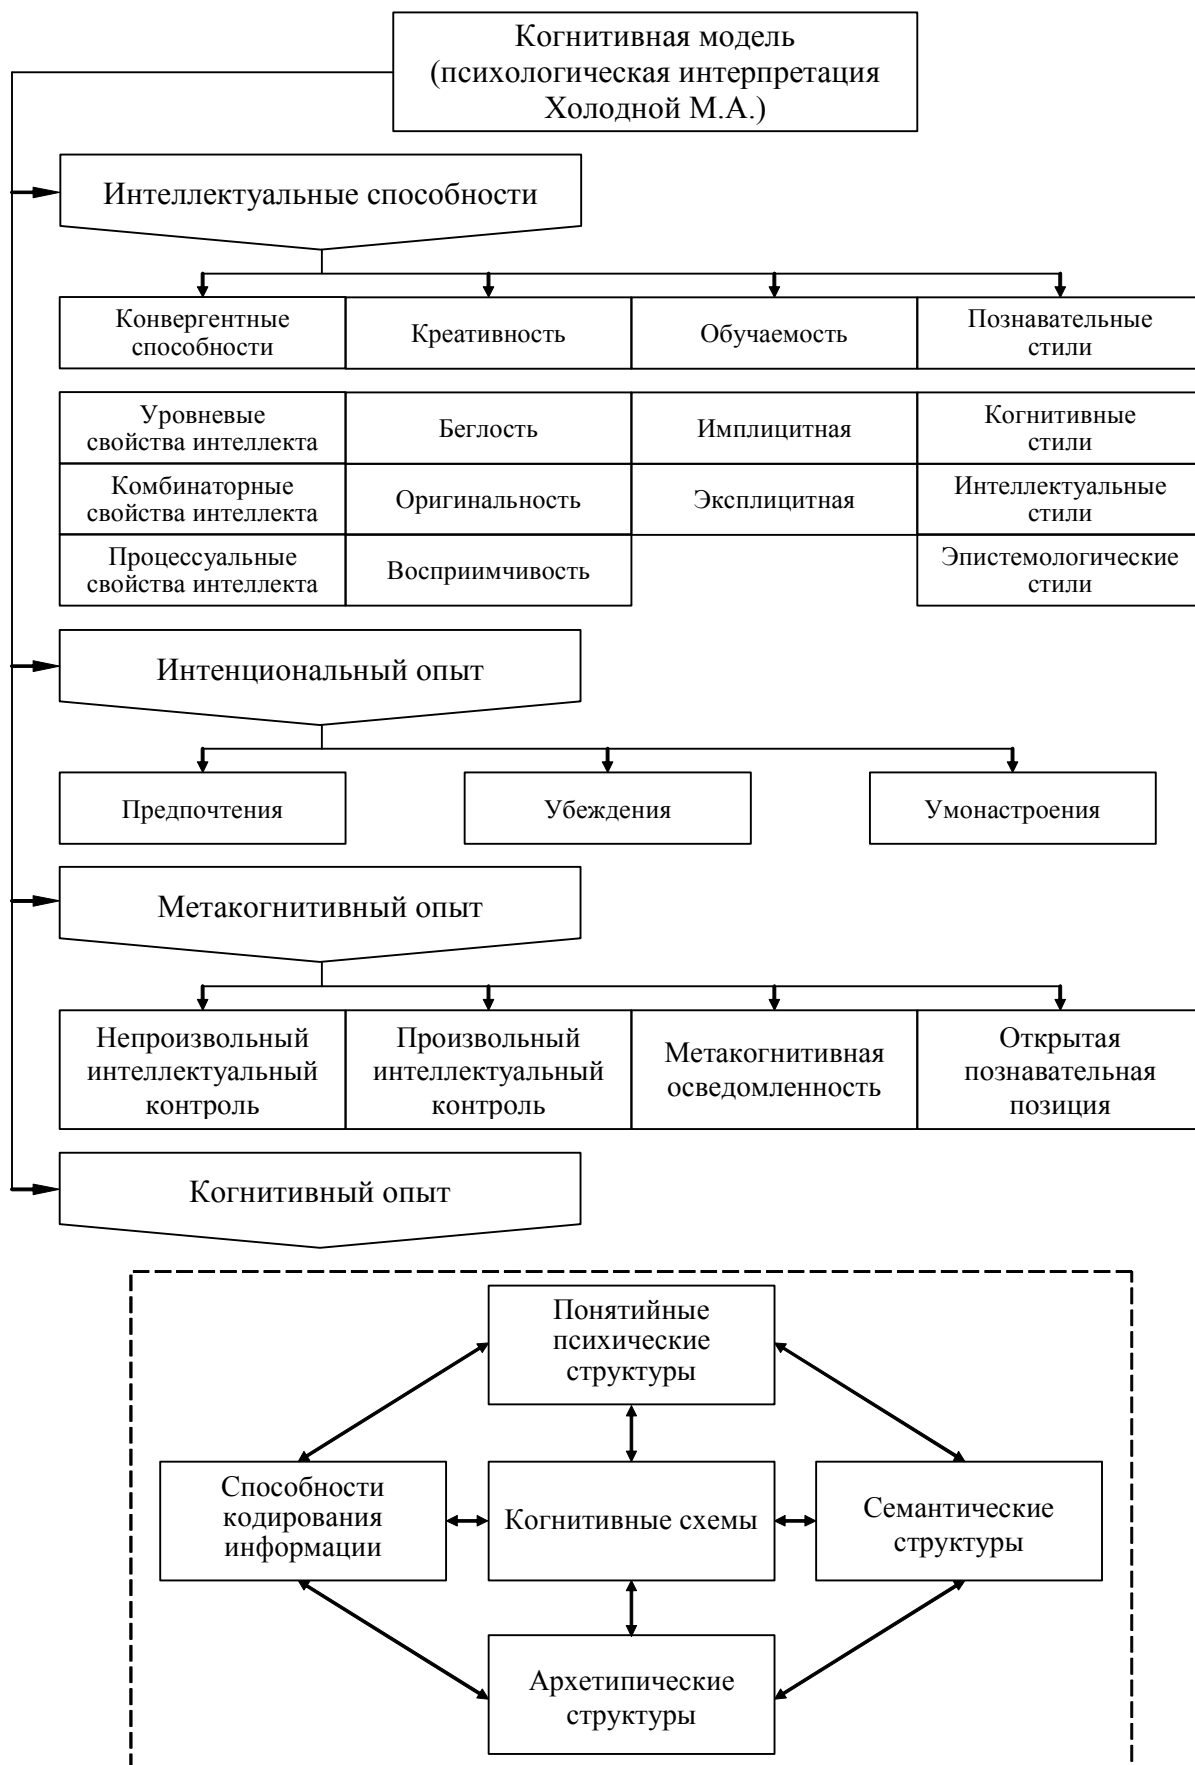 Когнитивная модель
(психологическая интерпретация
Холодной М.А.)
Интеллектуальные способности
Конвергентные
способности
Креативность
Обучаемость
Познавательные
стили
Уровневые
свойства интеллекта
Беглость
Имплицитная
Когнитивные
стили
Комбинаторные
свойства интеллекта
Оригинальность
Эксплицитная
Интеллектуальные
стили
Процессуальные
свойства интеллекта
Восприимчивость
Эпистемологические
стили
Интенциональный опыт
Предпочтения
Убеждения
Умонастроения
Метакогнитивный опыт
Непроизвольный
интеллектуальный
контроль
Произвольный
интеллектуальный
контроль
Метакогнитивная
осведомленность
Открытая
познавательная
позиция
Когнитивный опыт
Понятийные
психические
структуры
Способности
кодирования
информации
Когнитивные схемы
Семантические
структуры
Архетипические
структуры